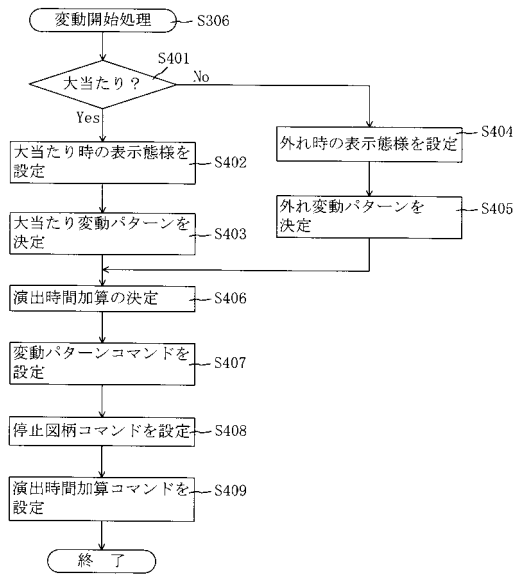 変動開始処理 S306
大当たり? S401
No
Yes
大当たり時の表示態様を
設定 S402
外れ時の表示態様を設定 S404
大当たり変動パターンを
決定 S403
外れ変動パターンを
決定 S405
演出時間加算の決定 S406
変動パターンコマンドを
設定 S407
停止図柄コマンドを設定 S408
演出時間加算コマンドを
設定 S409
終 了